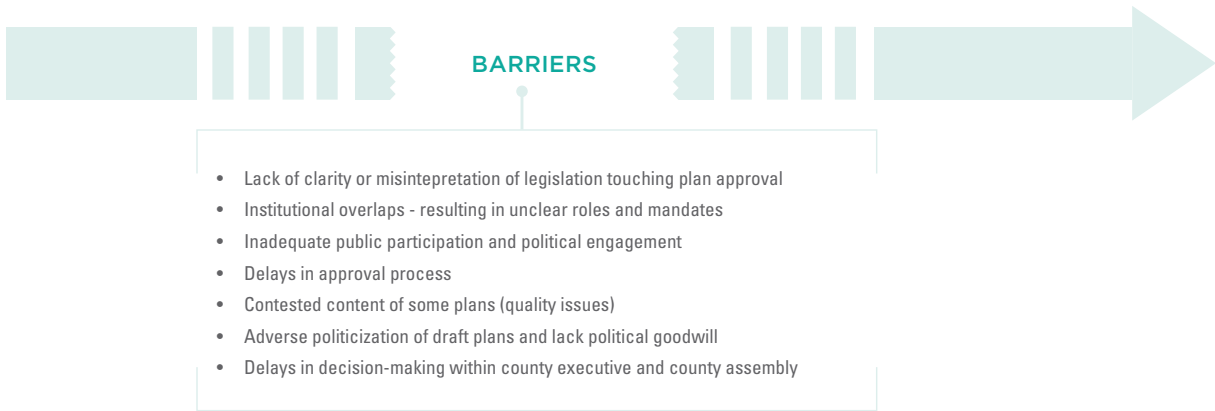 BARRIERS
• Lack of clarity or misintepretation of legislation touching plan approval
• Institutional overlaps - resulting in unclear roles and mandates
• Inadequate public participation and political engagement
• Delays in approval process
• Contested content of some plans (quality issues)
• Adverse politicization of draft plans and lack political goodwill
• Delays in decision-making within county executive and county assembly